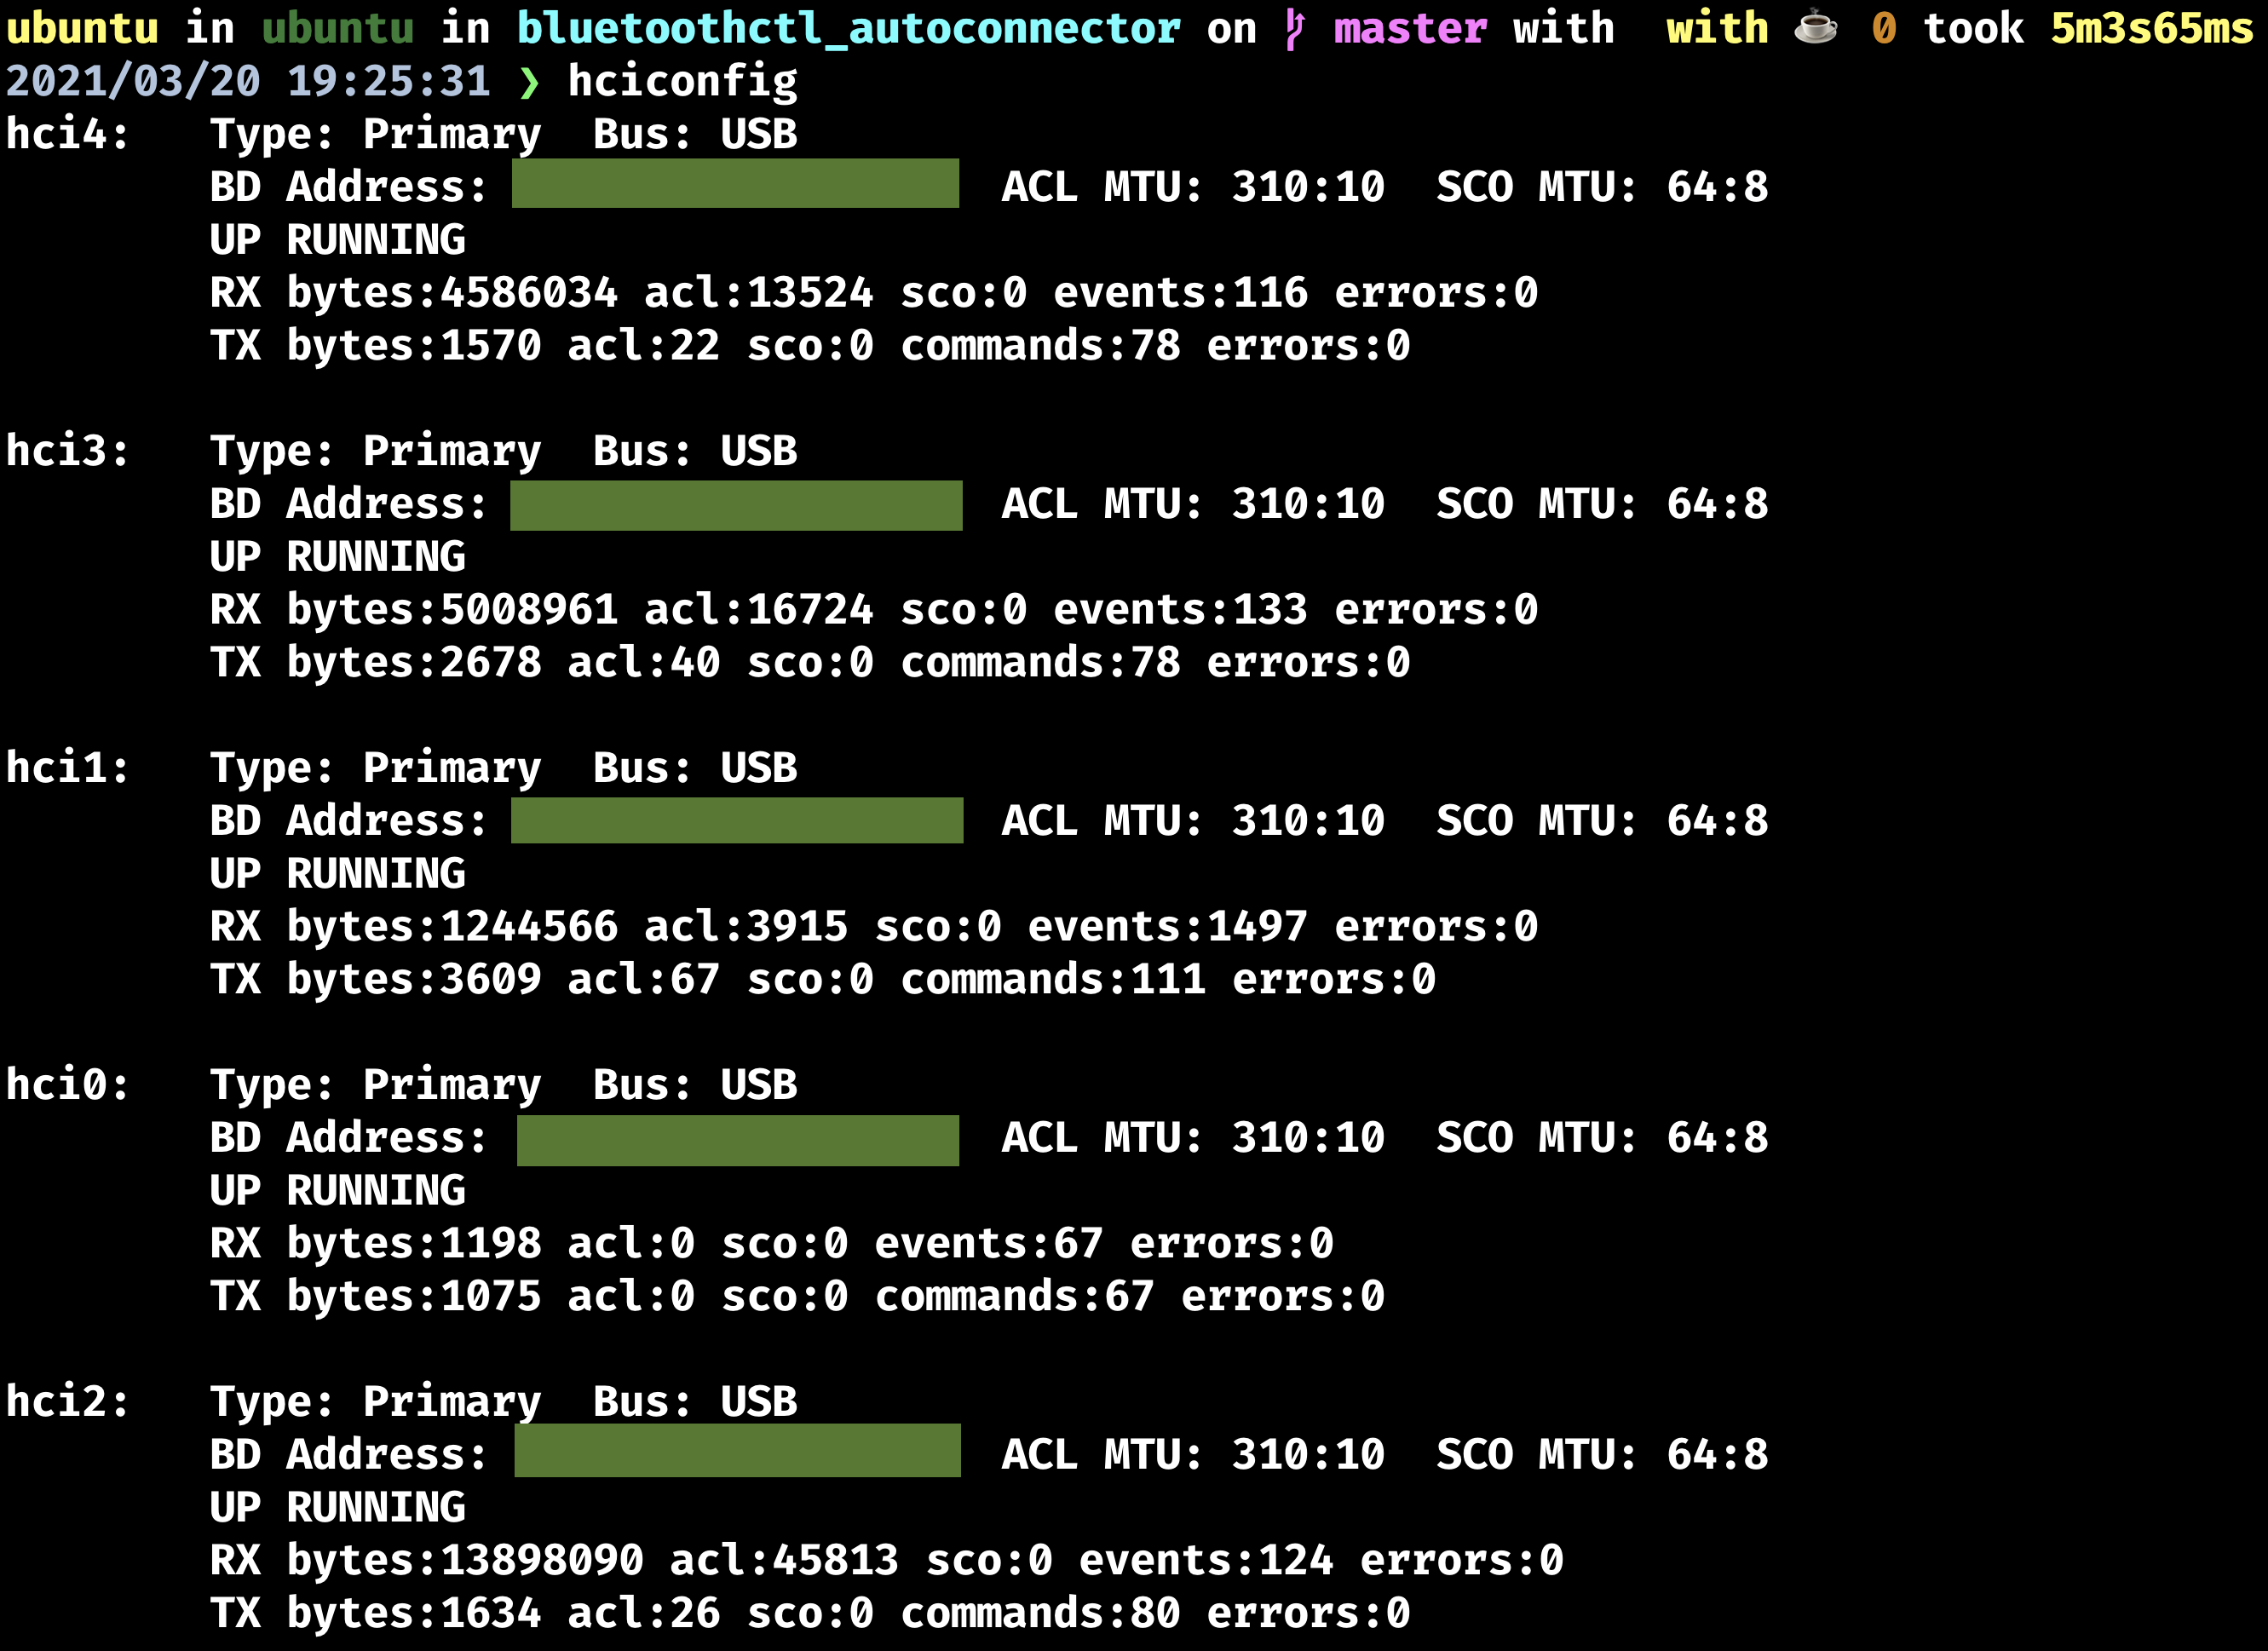 ubuntu in ubuntu in bluetoothctl_autoconnector on master with with ☕ 0 took 5m3s65ms
2021/03/20 19:25:31 ❯ hciconfig
hci4: Type: Primary Bus: USB
BD Address: ACL MTU: 310:10 SCO MTU: 64:8
UP RUNNING
RX bytes:4586034 acl:13524 sco:0 events:116 errors:0
TX bytes:1570 acl:22 sco:0 commands:78 errors:0
hci3: Type: Primary Bus: USB
BD Address: ACL MTU: 310:10 SCO MTU: 64:8
UP RUNNING
RX bytes:5008961 acl:16724 sco:0 events:133 errors:0
TX bytes:2678 acl:40 sco:0 commands:78 errors:0
hci1: Type: Primary Bus: USB
BD Address: ACL MTU: 310:10 SCO MTU: 64:8
UP RUNNING
RX bytes:1244566 acl:3915 sco:0 events:1497 errors:0
TX bytes:3609 acl:67 sco:0 commands:111 errors:0
hci0: Type: Primary Bus: USB
BD Address: ACL MTU: 310:10 SCO MTU: 64:8
UP RUNNING
RX bytes:1198 acl:0 sco:0 events:67 errors:0
TX bytes:1075 acl:0 sco:0 commands:67 errors:0
hci2: Type: Primary Bus: USB
BD Address: ACL MTU: 310:10 SCO MTU: 64:8
UP RUNNING
RX bytes:13898090 acl:45813 sco:0 events:124 errors:0
TX bytes:1634 acl:26 sco:0 commands:80 errors:0